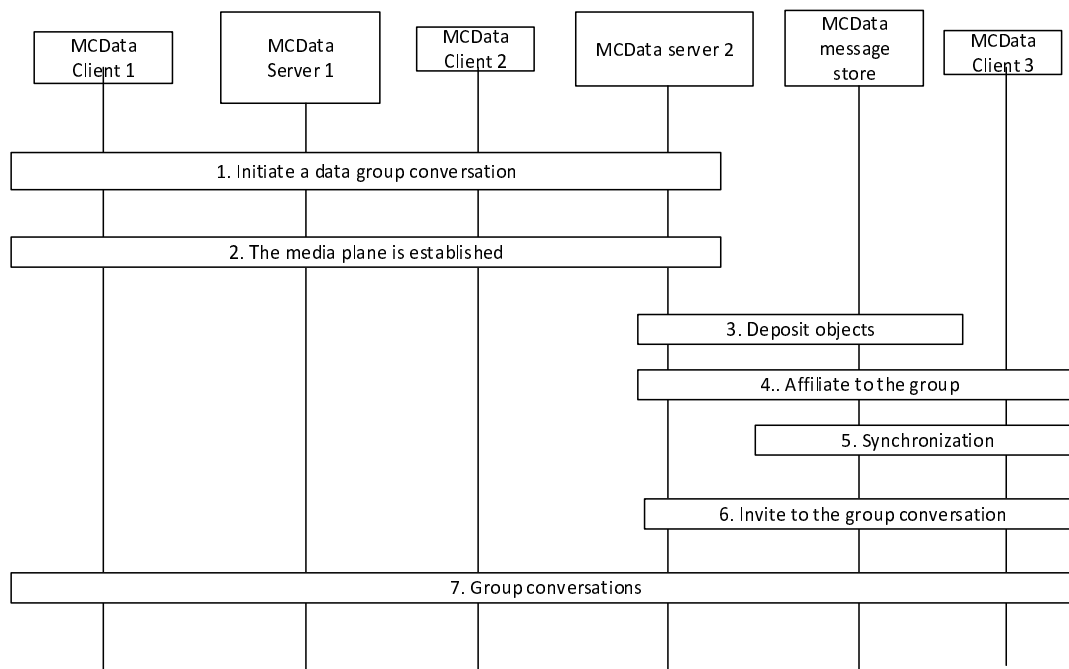 MCData
Client 1
MCData
Server 1
MCData
Client 2
MCData server 2
MCData
message
store
MCData
Client 3
1. Initiate a data group conversation
2. The media plane is established
3. Deposit objects
4.. Affiliate to the group
5. Synchronization
6. Invite to the group conversation
7. Group conversations